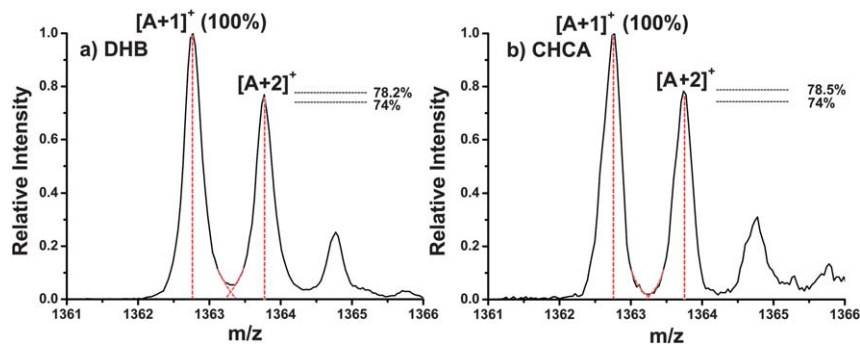 [A+1]⁺ (100%)
a) DHB
[A+2]⁺
78.2%
74%
1.0
0.8
0.6
0.4
0.2
0.0
Relative Intensity
1361 1362 1363 1364 1365 1366
m/z
[A+1]⁺ (100%)
b) CHCA
[A+2]⁺
78.5%
74%
1.0
0.8
0.6
0.4
0.2
0.0
Relative Intensity
1361 1362 1363 1364 1365 1366
m/z